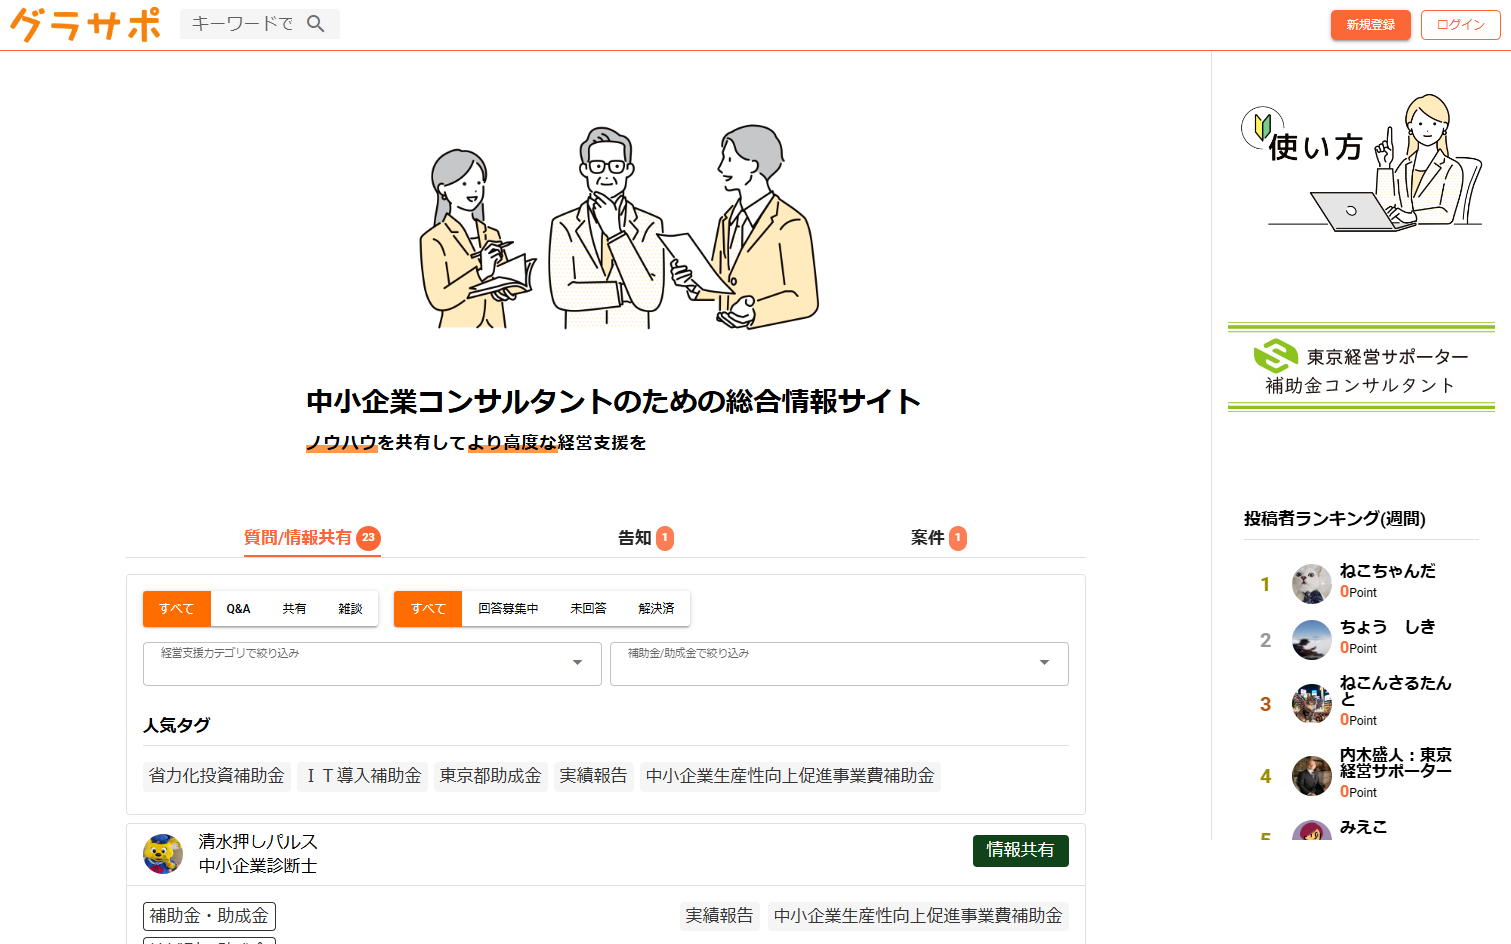 グラサポ
キーワードで
新規登録
ログイン
使い方
東京経営サポーター
補助金コンサルタント
中小企業コンサルタントのための総合情報サイト
ノウハウを共有してより高度な経営支援を
質問/情報共有 23
告知 1
案件 1
すべて Q&A 共有 雑談
すべて 回答募集中 未回答 解決済
経営支援カテゴリで絞り込み
補助金/助成金で絞り込み
人気タグ
省力化投資補助金 ＩＴ導入補助金 東京都助成金 実績報告 中小企業生産性向上促進事業費補助金
清水押しパルス
中小企業診断士
情報共有
補助金・助成金
実績報告 中小企業生産性向上促進事業費補助金
投稿者ランキング(週間)
1 ねこちゃんだ
0Point
2 ちょう　しき
0Point
3 ねこんさるたん
と
0Point
4 内木盛人：東京
経営サポーター
0Point
5 みえこ